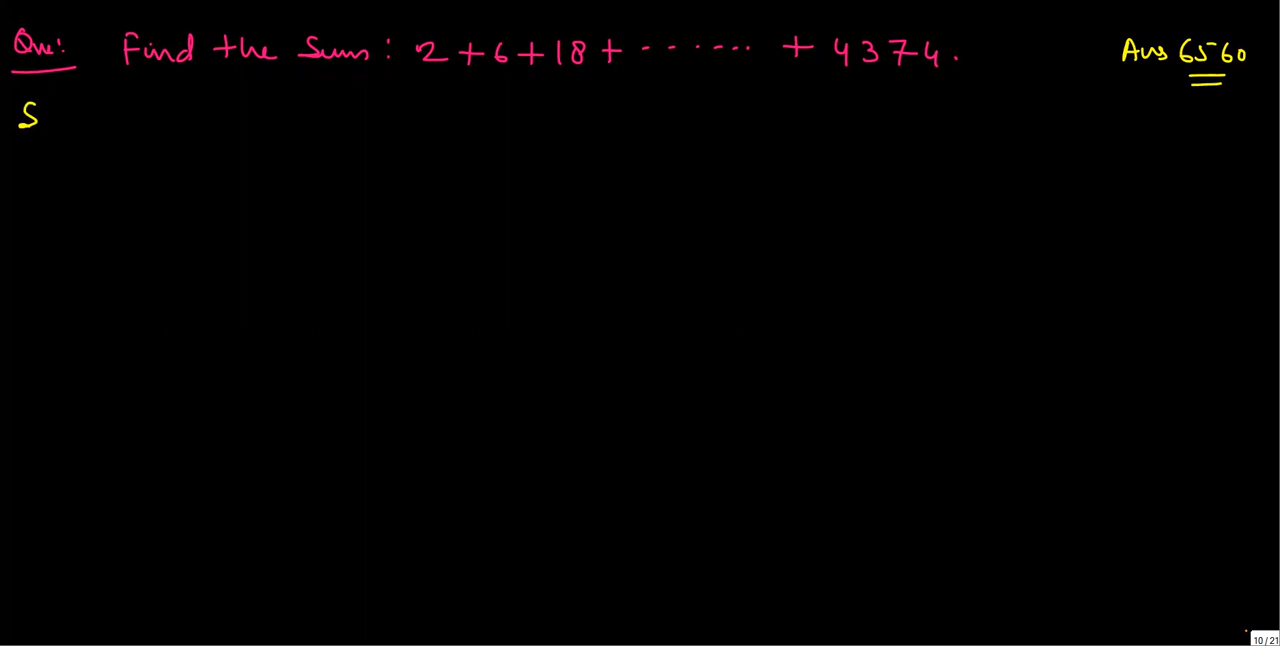 Que: Find the Sum: 2 + 6 + 18 + ....... + 4374. Ans 6560
S
10 / 21